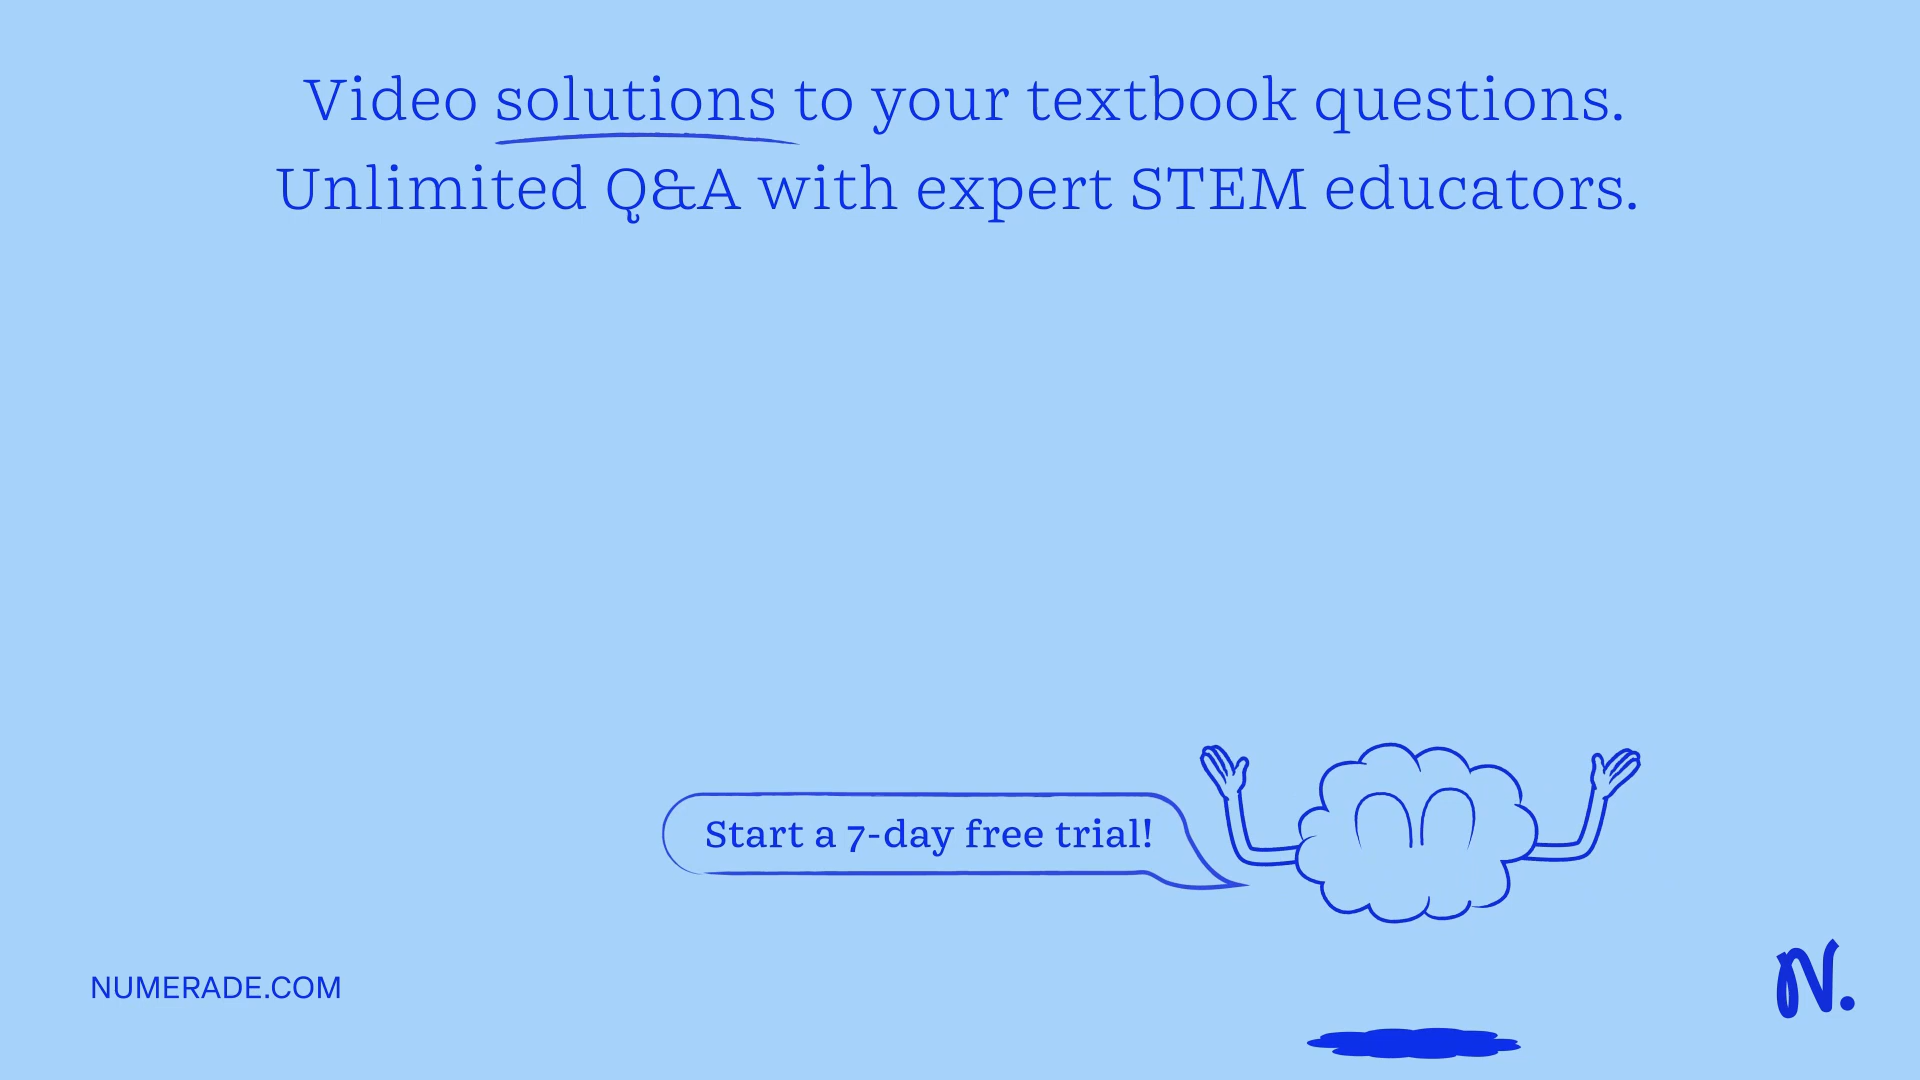 Video solutions to your textbook questions.
Unlimited Q&A with expert STEM educators.
Start a 7-day free trial!
NUMERADE.COM
N.